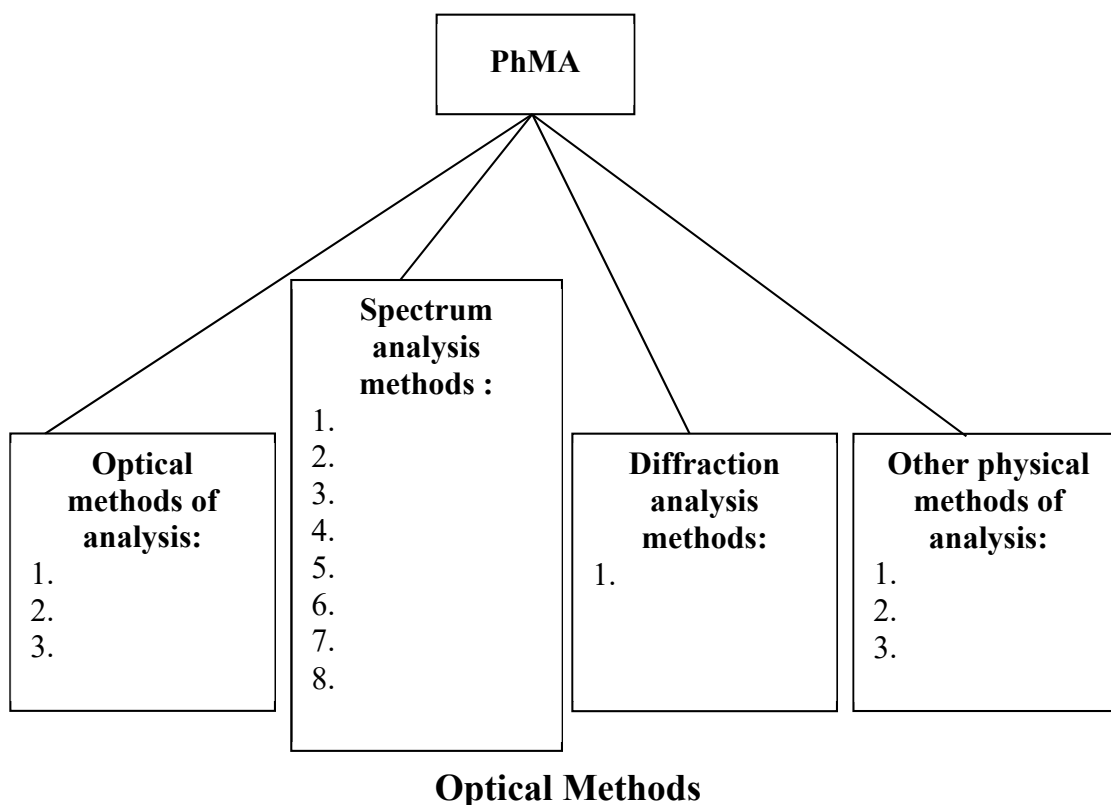 PhMA
Optical
methods of
analysis:
1.
2.
3.
Spectrum
analysis
methods :
1.
2.
3.
4.
5.
6.
7.
8.
Diffraction
analysis
methods:
1.
Other physical
methods of
analysis:
1.
2.
3.
Optical Methods